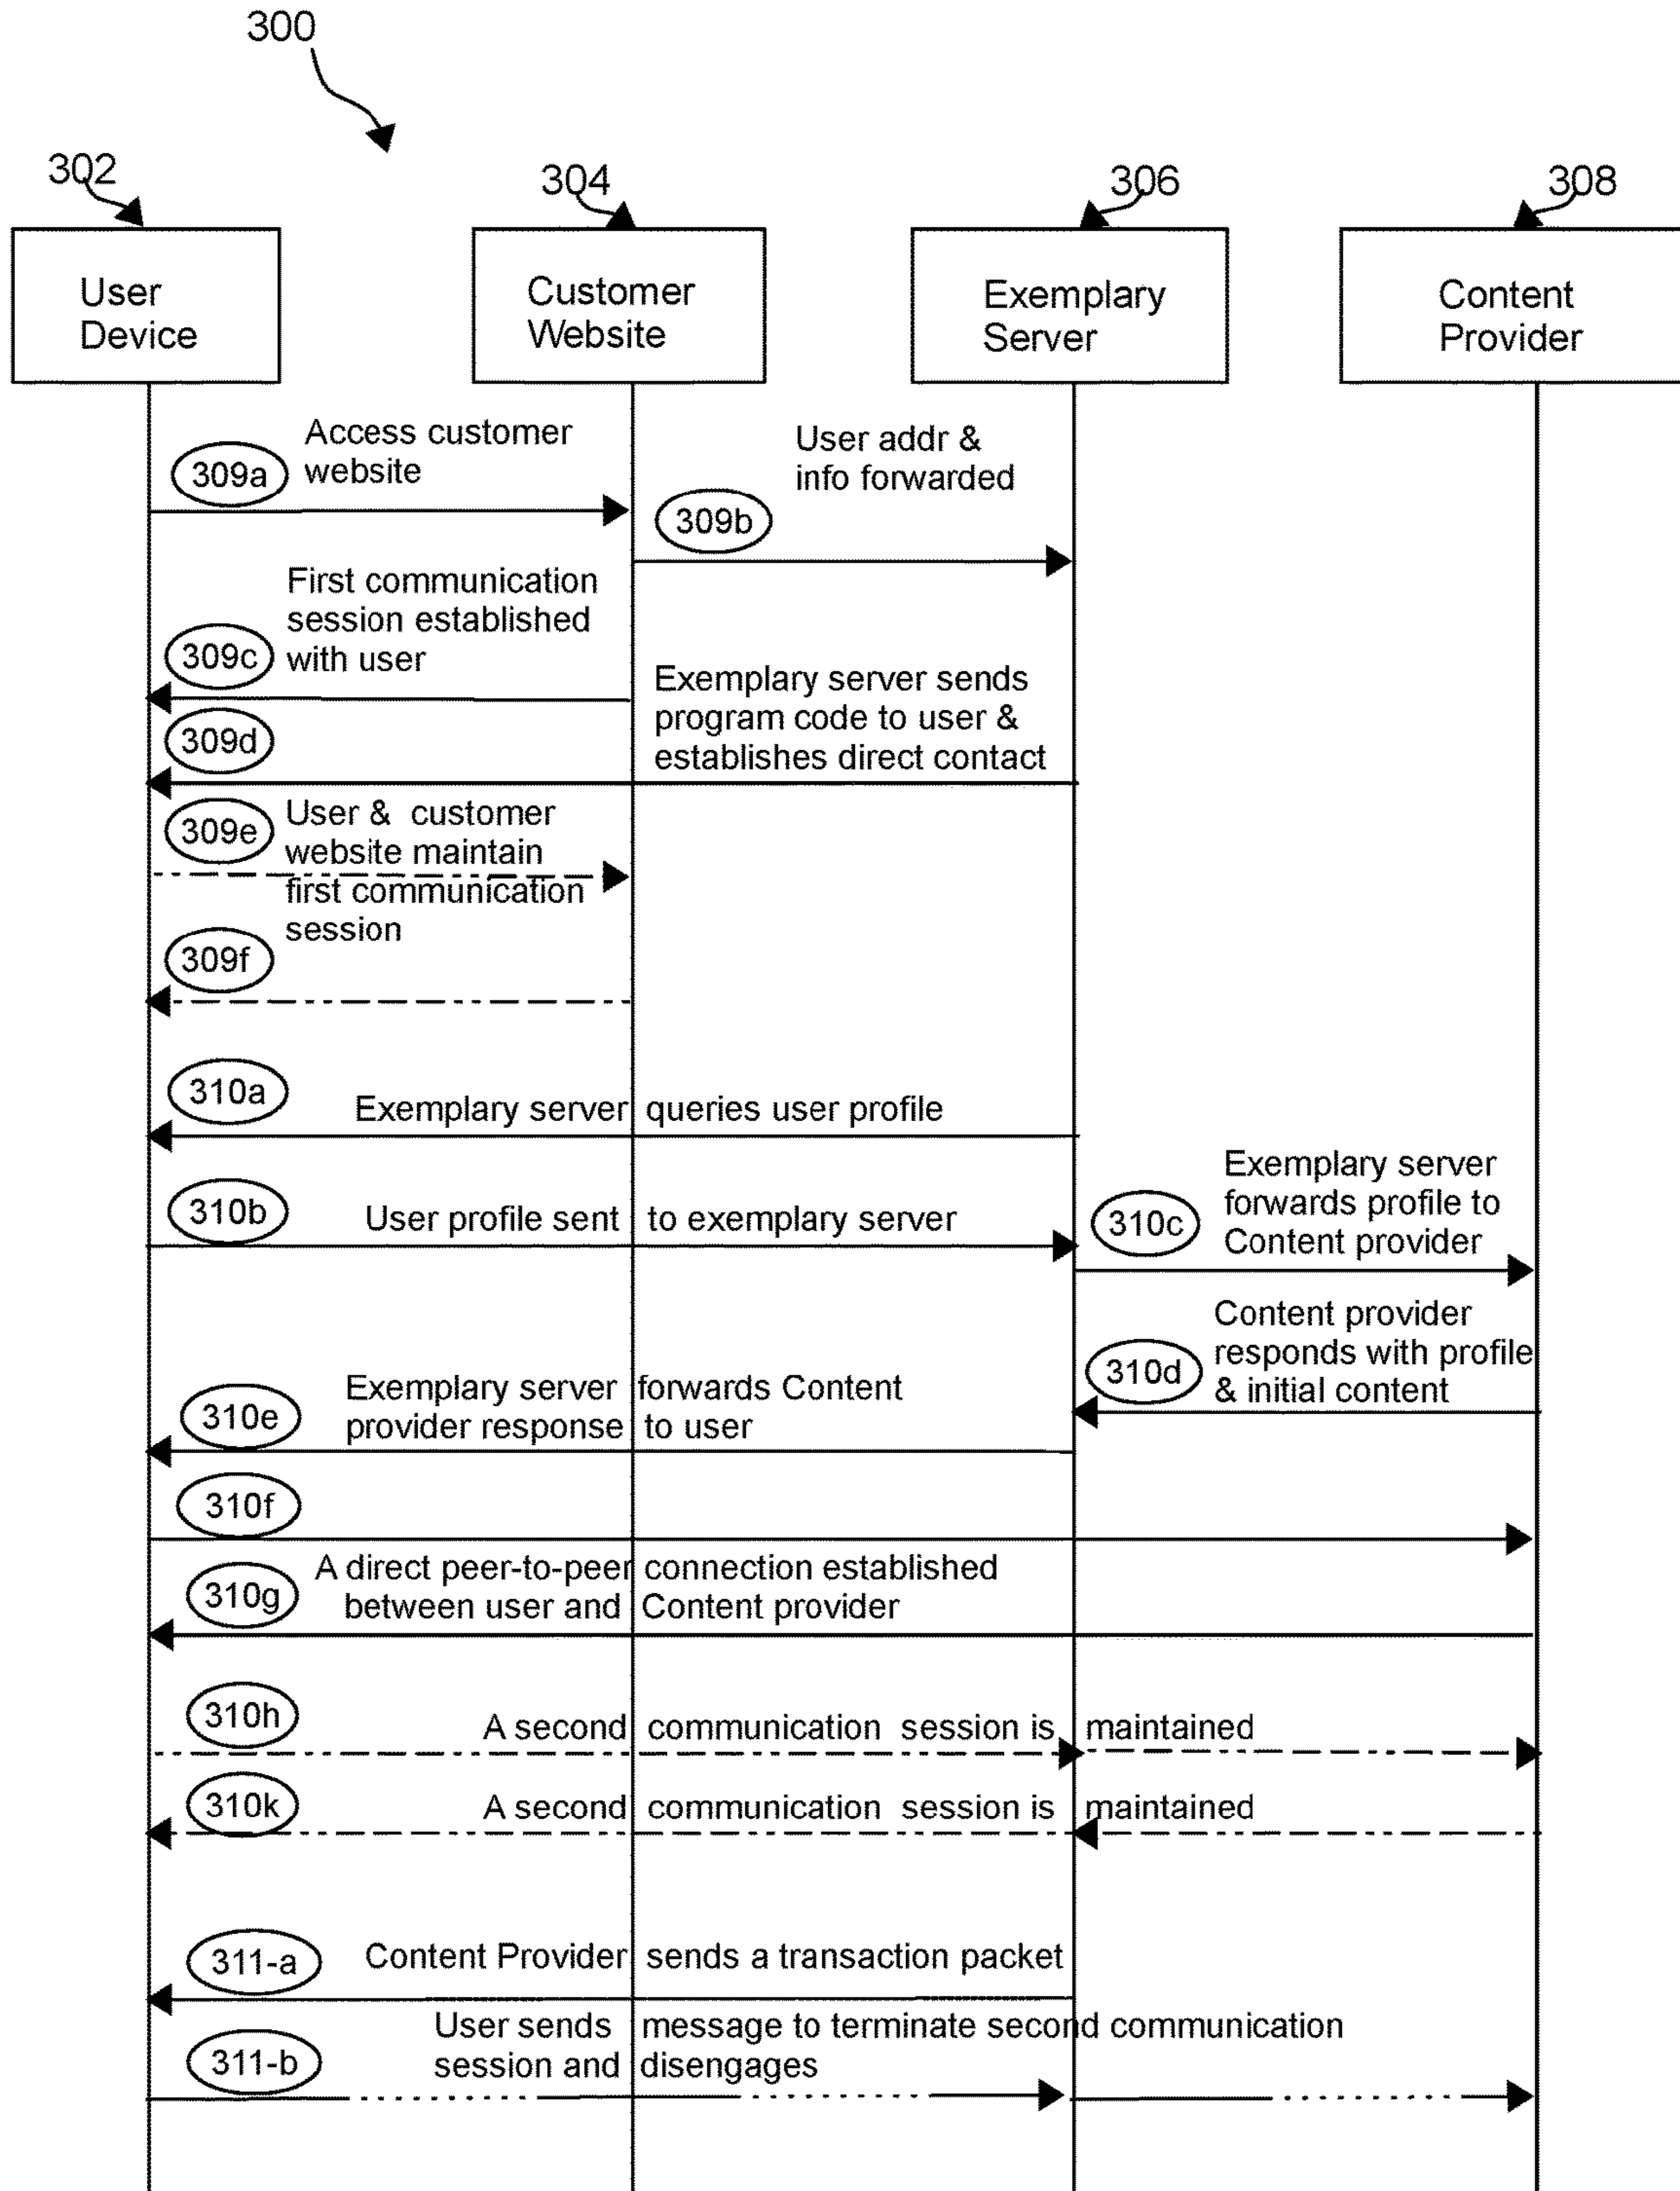 300
302
304
306
308
User
Device
Customer
Website
Exemplary
Server
Content
Provider
309a
Access customer
website
User addr &
info forwarded
309b
First communication
session established
with user
309c
Exemplary server sends
program code to user &
establishes direct contact
309d
309e
User & customer
website maintain
first communication
session
309f
310a
Exemplary server queries user profile
310b
User profile sent to exemplary server
310c
Exemplary server
forwards profile to
Content provider
310d
Content provider
responds with profile
& initial content
310e
Exemplary server forwards Content
provider response to user
310f
310g
A direct peer-to-peer connection established
between user and Content provider
310h
A second communication session is maintained
310k
A second communication session is maintained
311-a
Content Provider sends a transaction packet
311-b
User sends message to terminate second communication
session and disengages